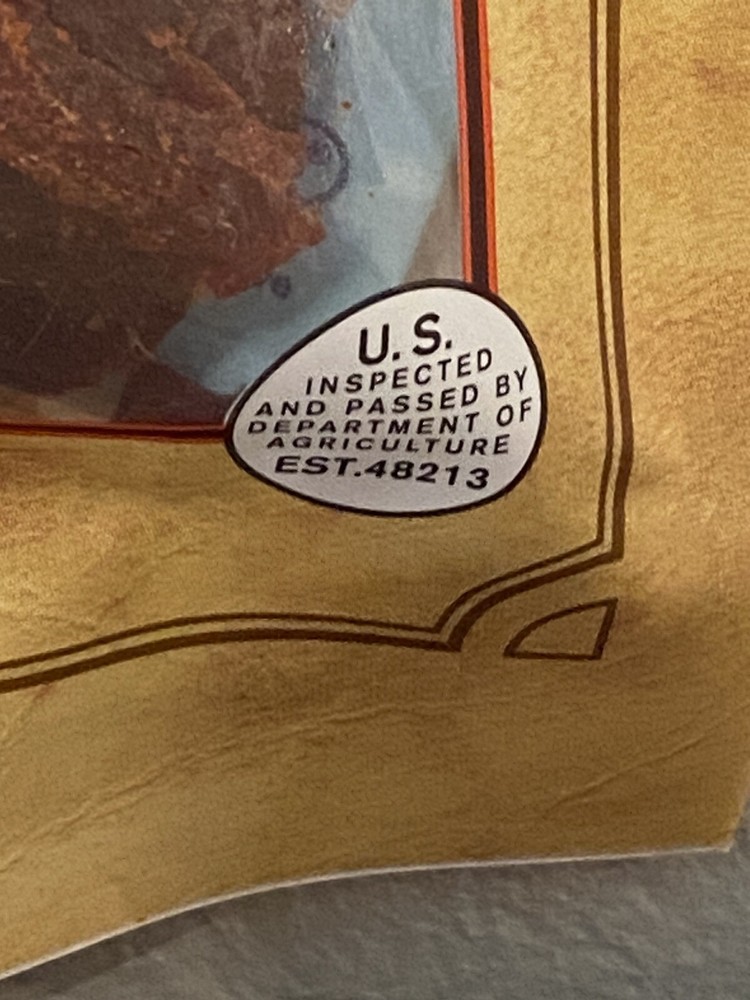 U.S.
INSPECTED
AND PASSED BY
DEPARTMENT OF
AGRICULTURE
EST.48213